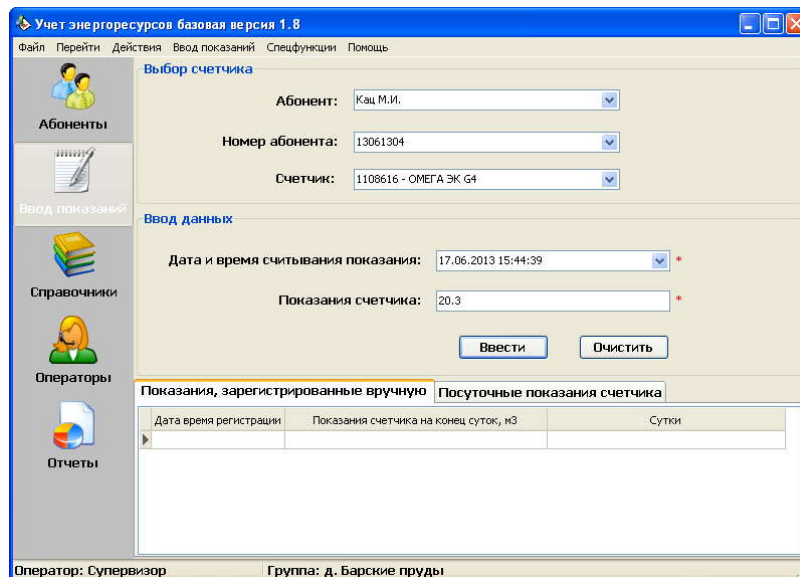 Учет энергоресурсов базовая версия 1.8
Файл Перейти Действия Ввод показаний Спецфункции Помощь
Абоненты
Ввод показаний
Справочники
Операторы
Отчеты
Выбор счетчика
Абонент: Кац М.И.
Номер абонента: 13061304
Счетчик: 1108616 - ОМЕГА ЭК G4
Ввод данных
Дата и время считывания показания: 17.06.2013 15:44:39 *
Показания счетчика: 20.3 *
Ввести Очистить
Показания, зарегистрированные вручную Посуточные показания счетчика
Дата время регистрации Показания счетчика на конец суток, м3 Сутки
Оператор: Супервизор Группа: д. Барские пруды